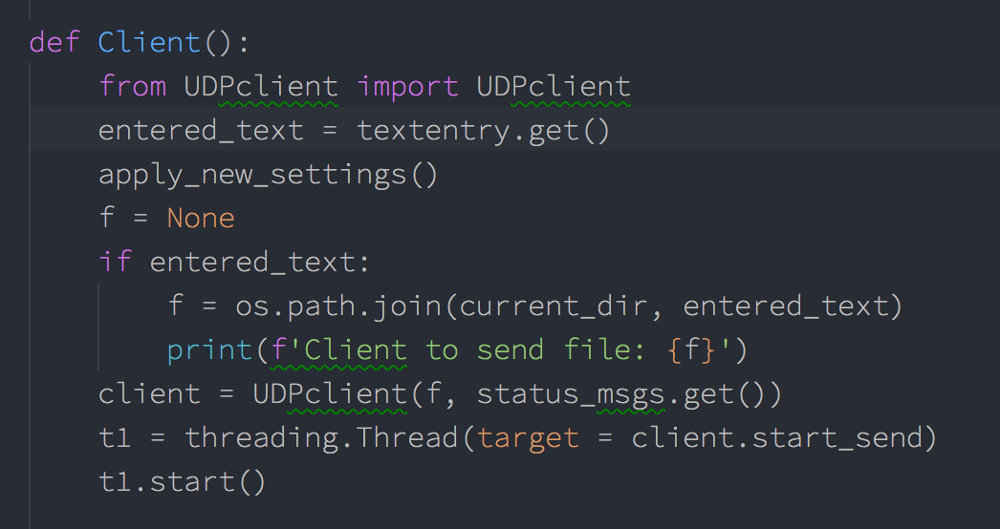 def Client():
    from UDPclient import UDPclient
    entered_text = textentry.get()
    apply_new_settings()
    f = None
    if entered_text:
        f = os.path.join(current_dir, entered_text)
        print(f'Client to send file: {f}')
    client = UDPclient(f, status_msgs.get())
    t1 = threading.Thread(target = client.start_send)
    t1.start()